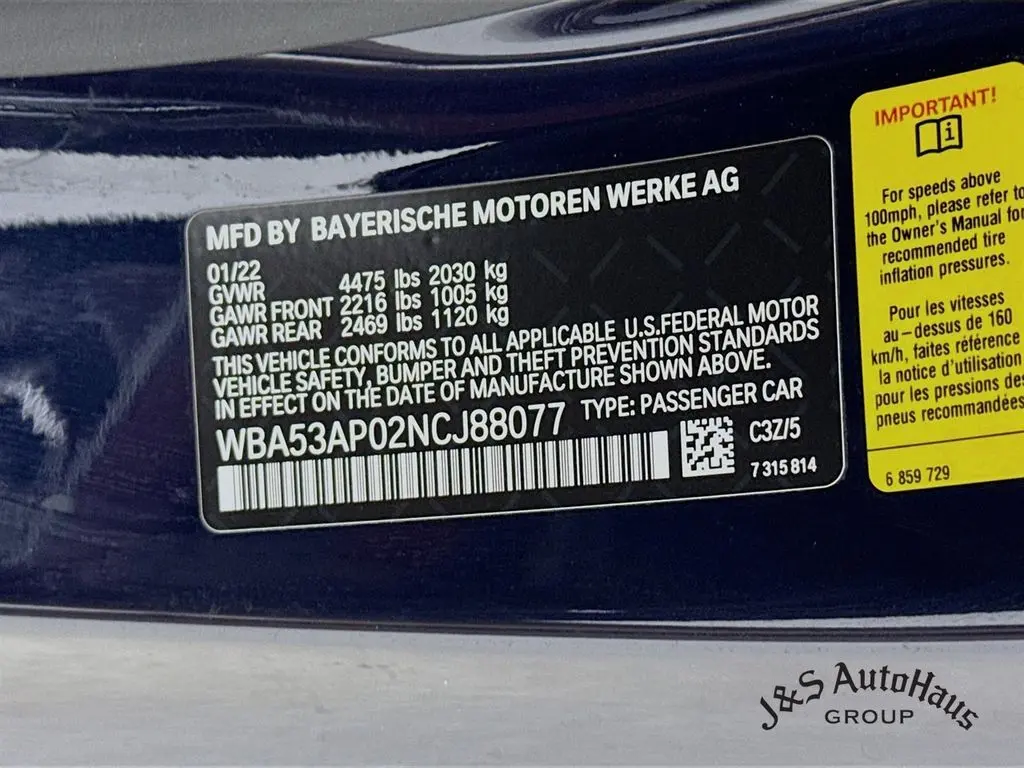 MFD BY BAYERISCHE MOTOREN WERKE AG
01/22
GVWR 4475 lbs 2030 kg
GAWR FRONT 2216 lbs 1005 kg
GAWR REAR 2469 lbs 1120 kg
THIS VEHICLE CONFORMS TO ALL APPLICABLE U.S.FEDERAL MOTOR
VEHICLE SAFETY, BUMPER AND THEFT PREVENTION STANDARDS
IN EFFECT ON THE DATE OF MANUFACTURE SHOWN ABOVE.
WBA53AP02NCJ88077 TYPE: PASSENGER CAR
C3Z/5
7 315 814
IMPORTANT!
i
For speeds above
100mph, please refer to
the Owner's Manual for
recommended tire
inflation pressures.
Pour les vitesses
au-dessus de 160
km/h, faites référence
la notice d'utilisation
pour les pressions des
pneus recommandées
6 859 729
J&S AutoHaus
GROUP